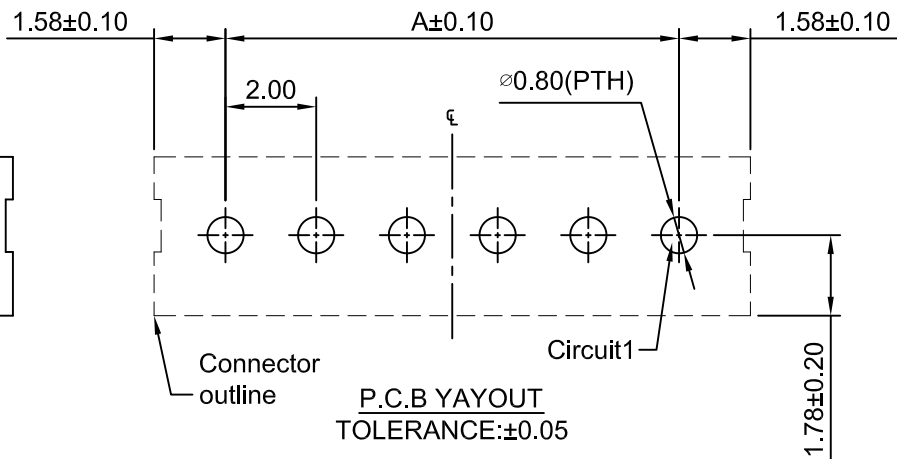 1.58±0.10
A±0.10
1.58±0.10
2.00
∅0.80(PTH)
℄
Circuit1
Connector
outline
1.78±0.20
P.C.B YAYOUT
TOLERANCE:±0.05